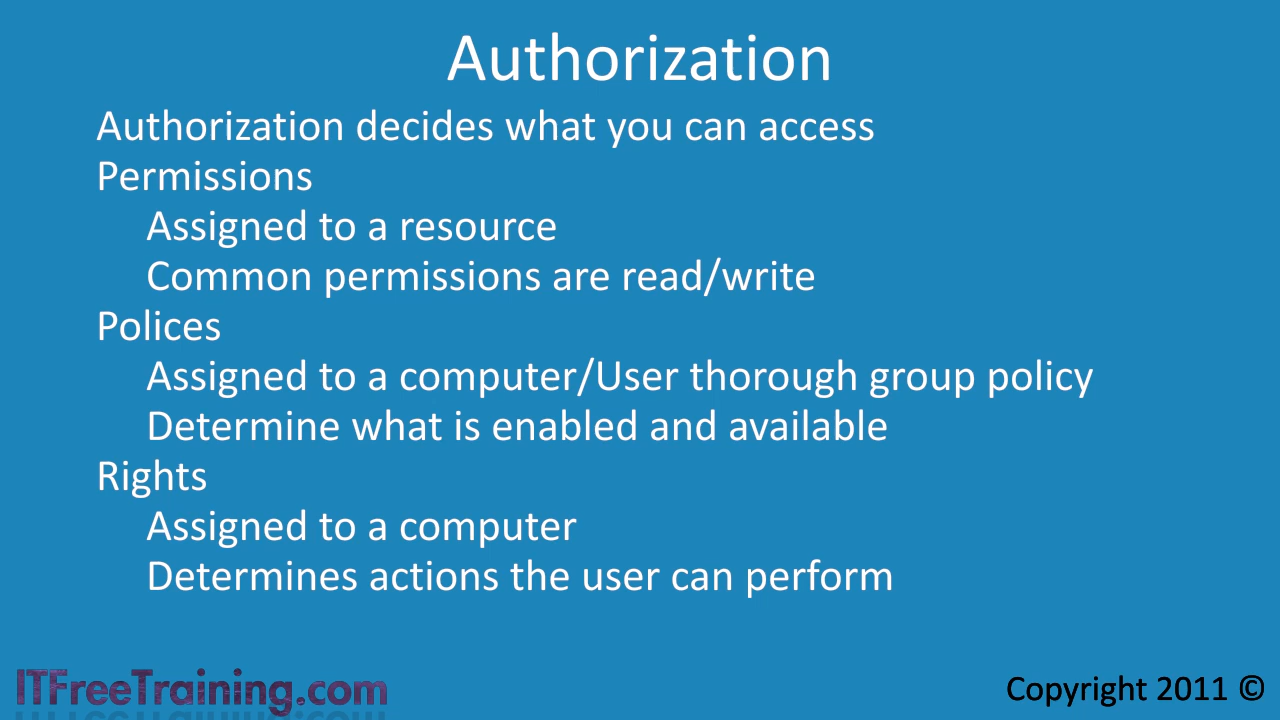 Authorization
Authorization decides what you can access
Permissions
Assigned to a resource
Common permissions are read/write
Polices
Assigned to a computer/User thorough group policy
Determine what is enabled and available
Rights
Assigned to a computer
Determines actions the user can perform
ITFreeTraining.com
Copyright 2011 ©